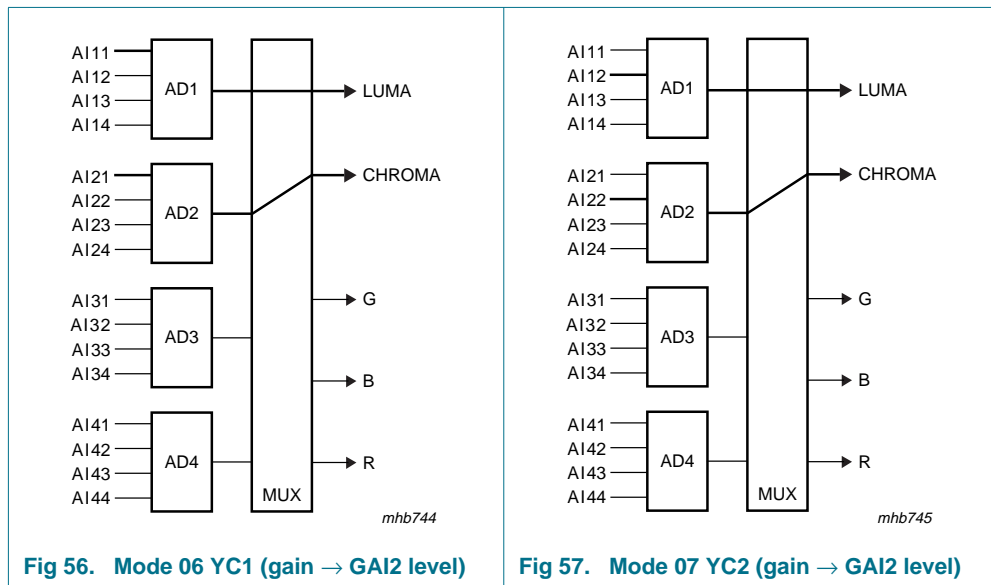 AI11
AI12
AI13
AI14
AD1
LUMA
AI21
AI22
AI23
AI24
AD2
CHROMA
AI31
AI32
AI33
AI34
AD3
G
B
AI41
AI42
AI43
AI44
AD4
R
MUX
mhb744
Fig 56. Mode 06 YC1 (gain → GAI2 level)
AI11
AI12
AI13
AI14
AD1
LUMA
AI21
AI22
AI23
AI24
AD2
CHROMA
AI31
AI32
AI33
AI34
AD3
G
B
AI41
AI42
AI43
AI44
AD4
R
MUX
mhb745
Fig 57. Mode 07 YC2 (gain → GAI2 level)